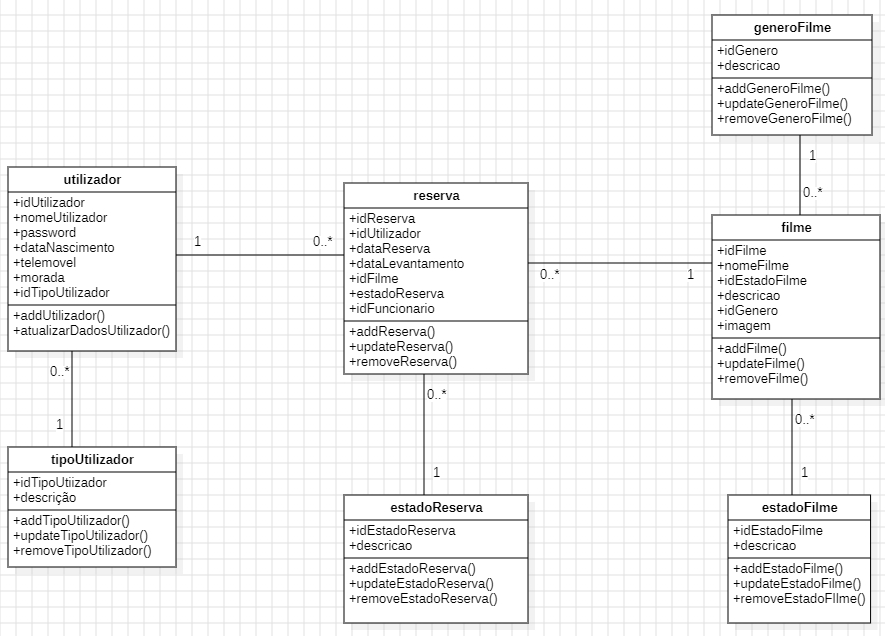 generoFilme
+idGenero
+descricao
+addGeneroFilme()
+updateGeneroFilme()
+removeGeneroFilme()
1
0..*
utilizador
+idUtilizador
+nomeUtilizador
+password
+dataNascimento
+telemovel
+morada
+idTipoUtilizador
+addUtilizador()
+atualizarDadosUtilizador()
1
0..*
reserva
+idReserva
+idUtilizador
+dataReserva
+dataLevantamento
+idFilme
+estadoReserva
+idFuncionario
+addReserva()
+updateReserva()
+removeReserva()
0..*
1
filme
+idFilme
+nomeFilme
+idEstadoFilme
+descricao
+idGenero
+imagem
+addFilme()
+updateFilme()
+removeFilme()
0..*
1
tipoUtilizador
+idTipoUtiizador
+descrição
+addTipoUtilizador()
+updateTipoUtilizador()
+removeTipoUtilizador()
0..*
1
estadoReserva
+idEstadoReserva
+descricao
+addEstadoReserva()
+updateEstadoReserva()
+removeEstadoReserva()
0..*
1
estadoFilme
+idEstadoFilme
+descricao
+addEstadoFilme()
+updateEstadoFilme()
+removeEstadoFIlme()